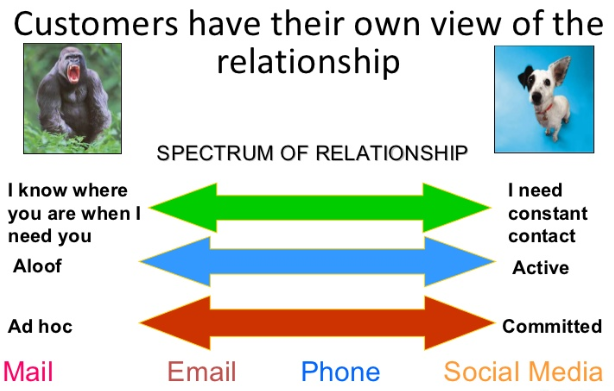 Customers have their own view of the
relationship
SPECTRUM OF RELATIONSHIP
I know where
you are when I
need you
I need
constant
contact
Aloof
Active
Ad hoc
Committed
Mail
Email
Phone
Social Media